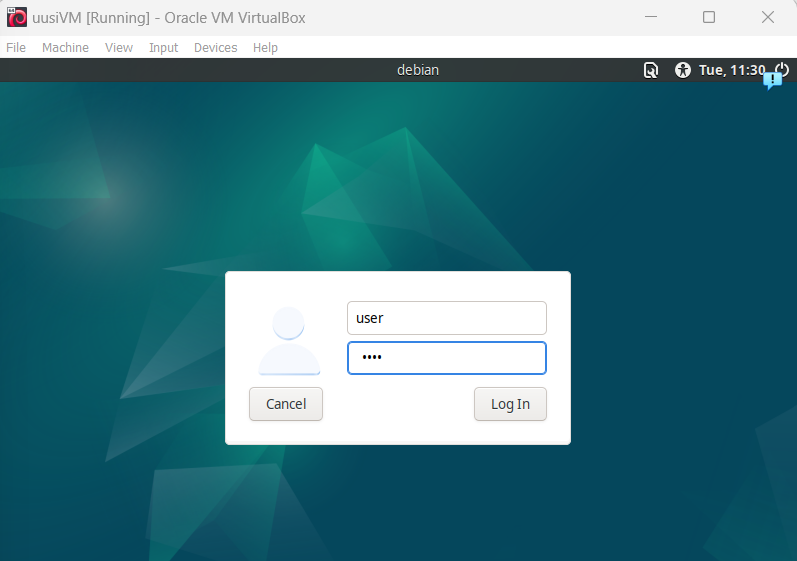 uusiVM [Running] - Oracle VM VirtualBox
File Machine View Input Devices Help
debian Tue, 11:30
user
••••
Cancel Log In